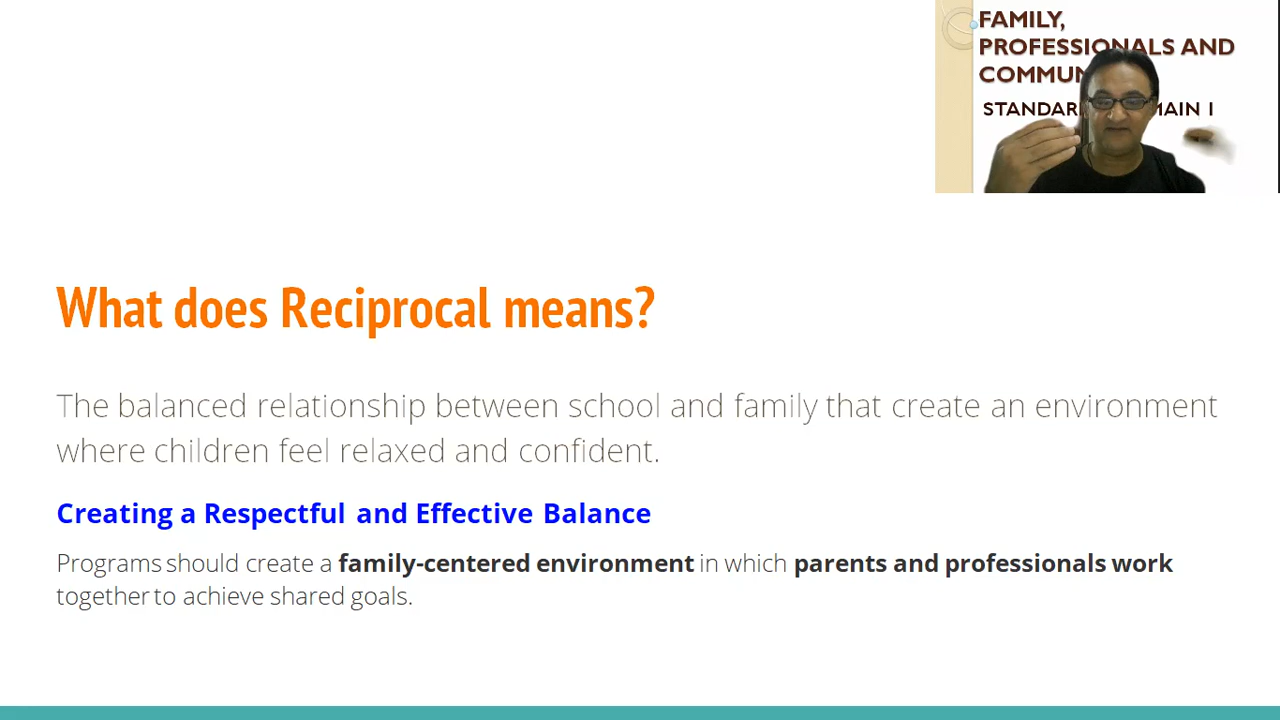 FAMILY,
PROFESSIONALS AND
STANDAR MAIN I
What does Reciprocal means?
The balanced relationship between school and family that create an environment
where children feel relaxed and confident.
Creating a Respectful and Effective Balance
Programs should create a family-centered environment in which parents and professionals work
together to achieve shared goals.